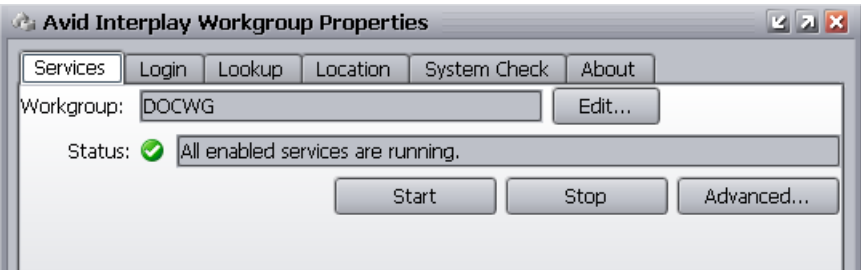 Avid Interplay Workgroup Properties
Services Login Lookup Location System Check About
Workgroup: DOCWG Edit...
Status: All enabled services are running.
Start Stop Advanced...